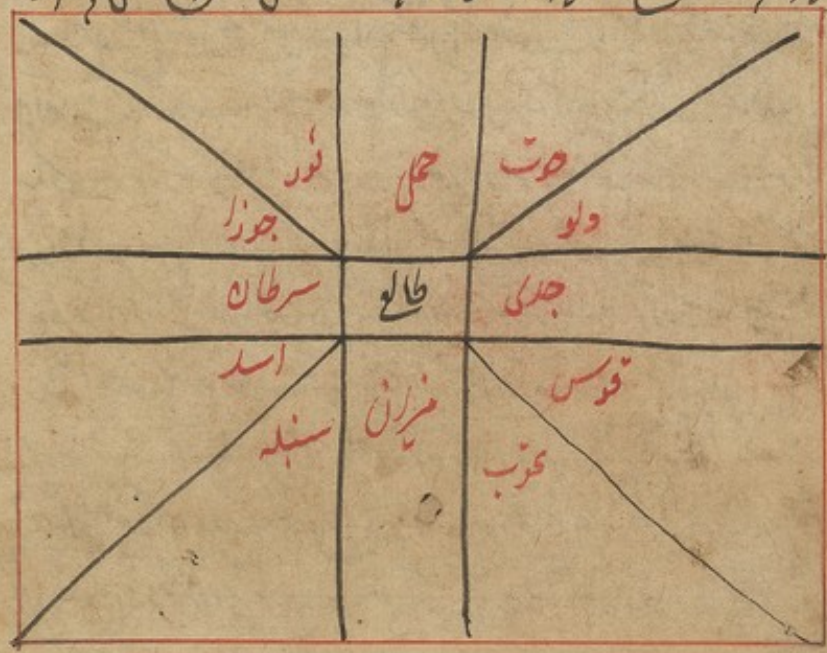 حوت
حمل
ثور
دلو
جوزا
جدی
طالع
سرطان
قوس
میزان
اسد
عقرب
سنبله